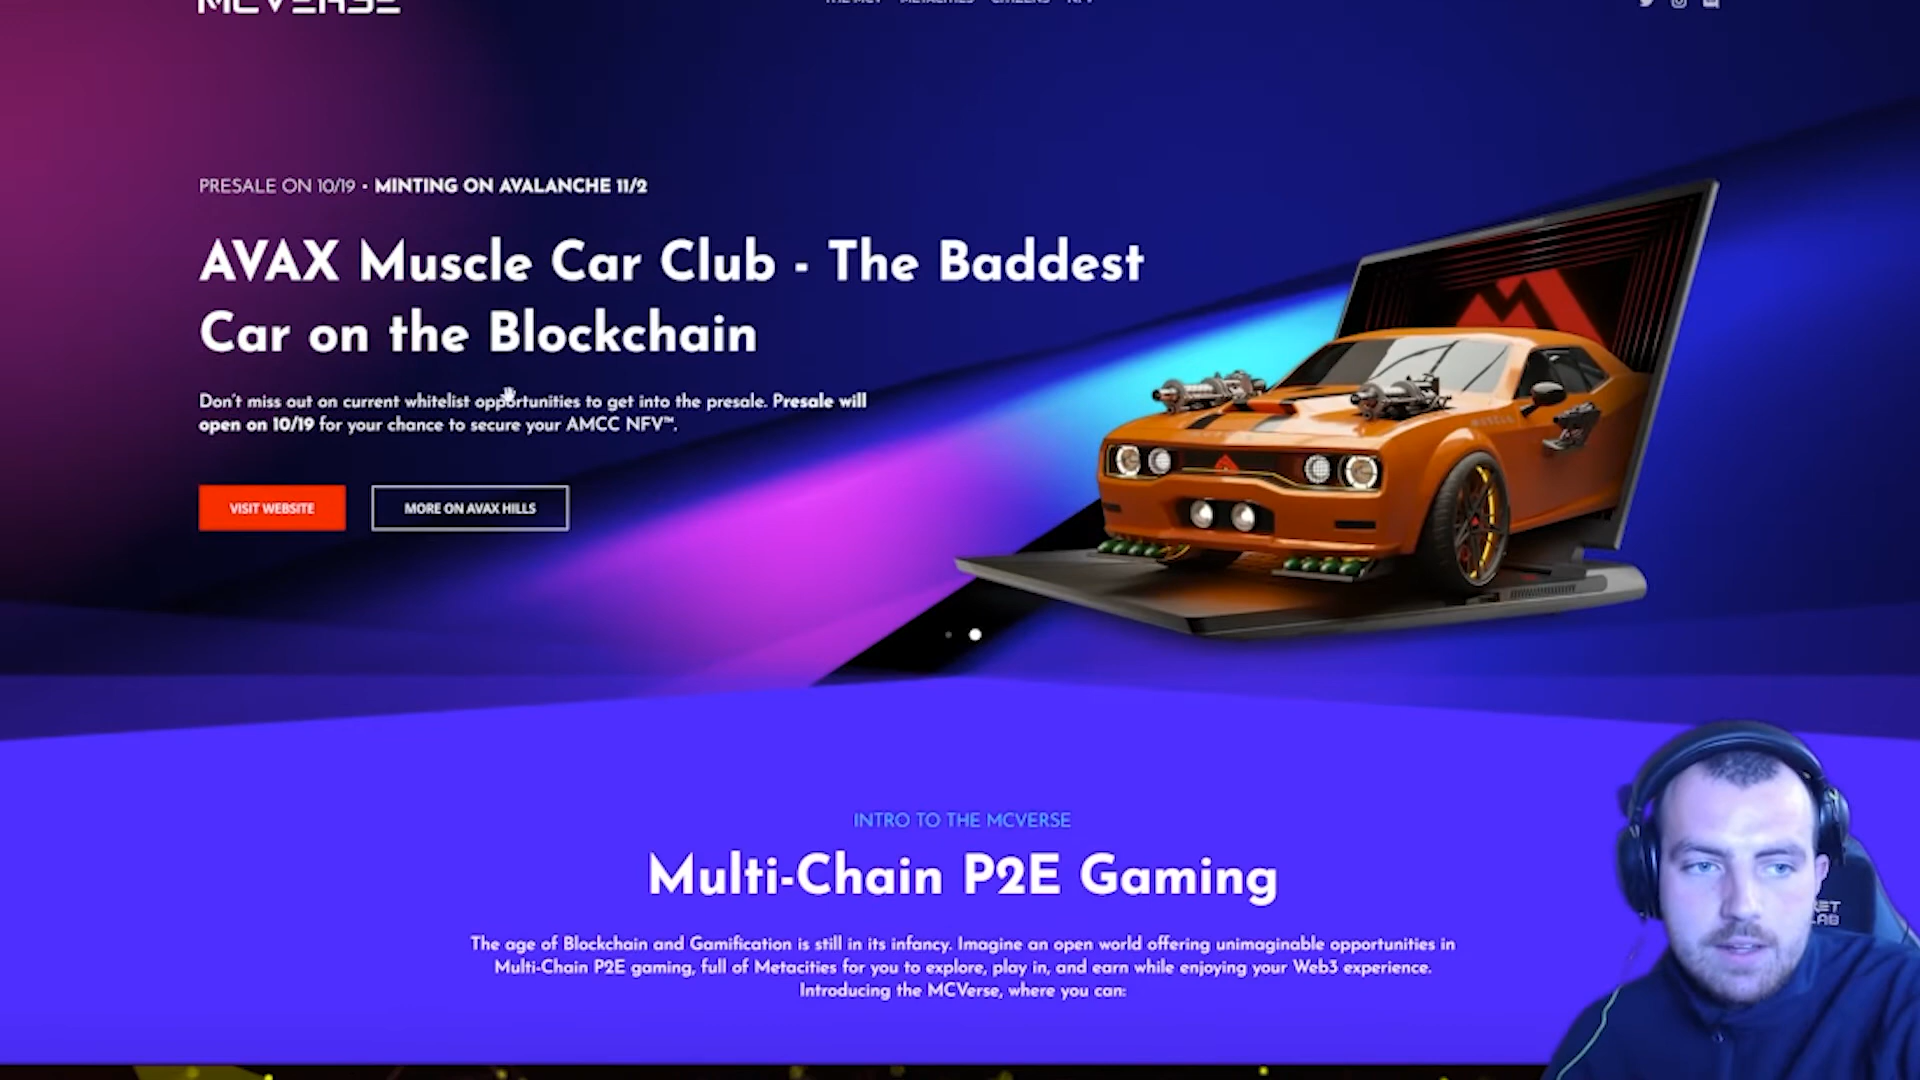 MCVERSE
PRESALE ON 10/19 • MINTING ON AVALANCHE 11/2
AVAX Muscle Car Club - The Baddest
Car on the Blockchain
Don't miss out on current whitelist opportunities to get into the presale. Presale will
open on 10/19 for your chance to secure your AMCC NFV™.
VISIT WEBSITE
MORE ON AVAX HILLS
INTRO TO THE MCVERSE
Multi-Chain P2E Gaming
The age of Blockchain and Gamification is still in its infancy. Imagine an open world offering unimaginable opportunities in
Multi-Chain P2E gaming, full of Metacities for you to explore, play in, and earn while enjoying your Web3 experience.
Introducing the MCVerse, where you can: